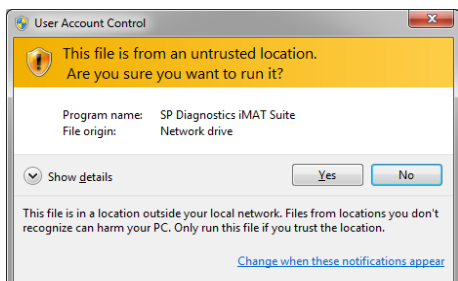 User Account Control
This file is from an untrusted location.
Are you sure you want to run it?
Program name: SP Diagnostics iMAT Suite
File origin: Network drive
Show details
Yes
No
This file is in a location outside your local network. Files from locations you don't
recognize can harm your PC. Only run this file if you trust the location.
Change when these notifications appear